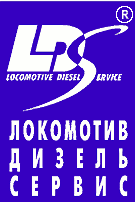 ®
LDS
LOCOMOTIVE DIESEL SERVICE
ЛОКОМОТИВ
ДИЗЕЛЬ
СЕРВИС